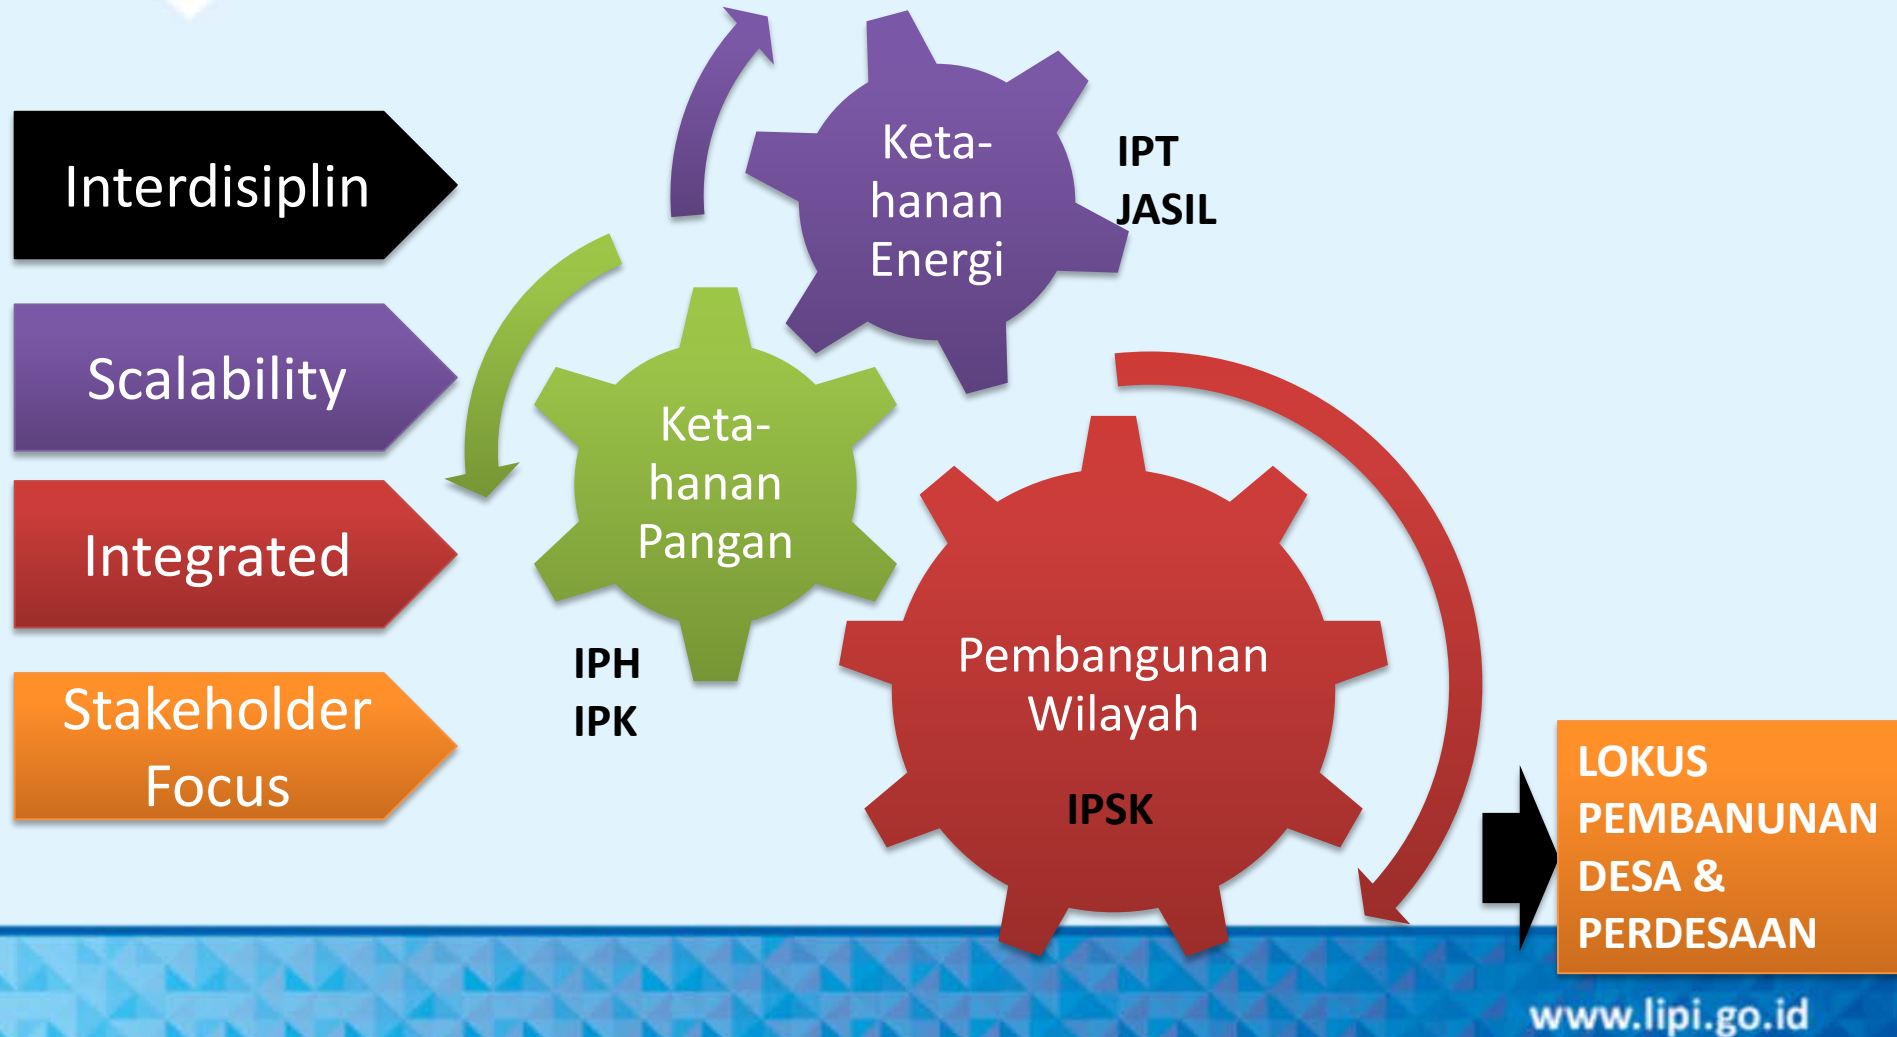 Interdisiplin
Scalability
Integrated
Stakeholder
Focus
Keta-
hanan
Energi
IPT
JASIL
Keta-
hanan
Pangan
IPH
IPK
Pembangunan
Wilayah
IPSK
LOKUS
PEMBANUNAN
DESA &
PERDESAAN
www.lipi.go.id